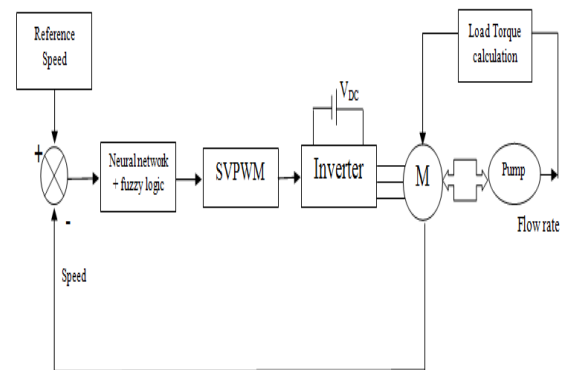 Reference
Speed
Load Torque
calculation
V_DC
+
Neural network
+ fuzzy logic
SVPWM
Inverter
M
Pump
-
Flow rate
Speed